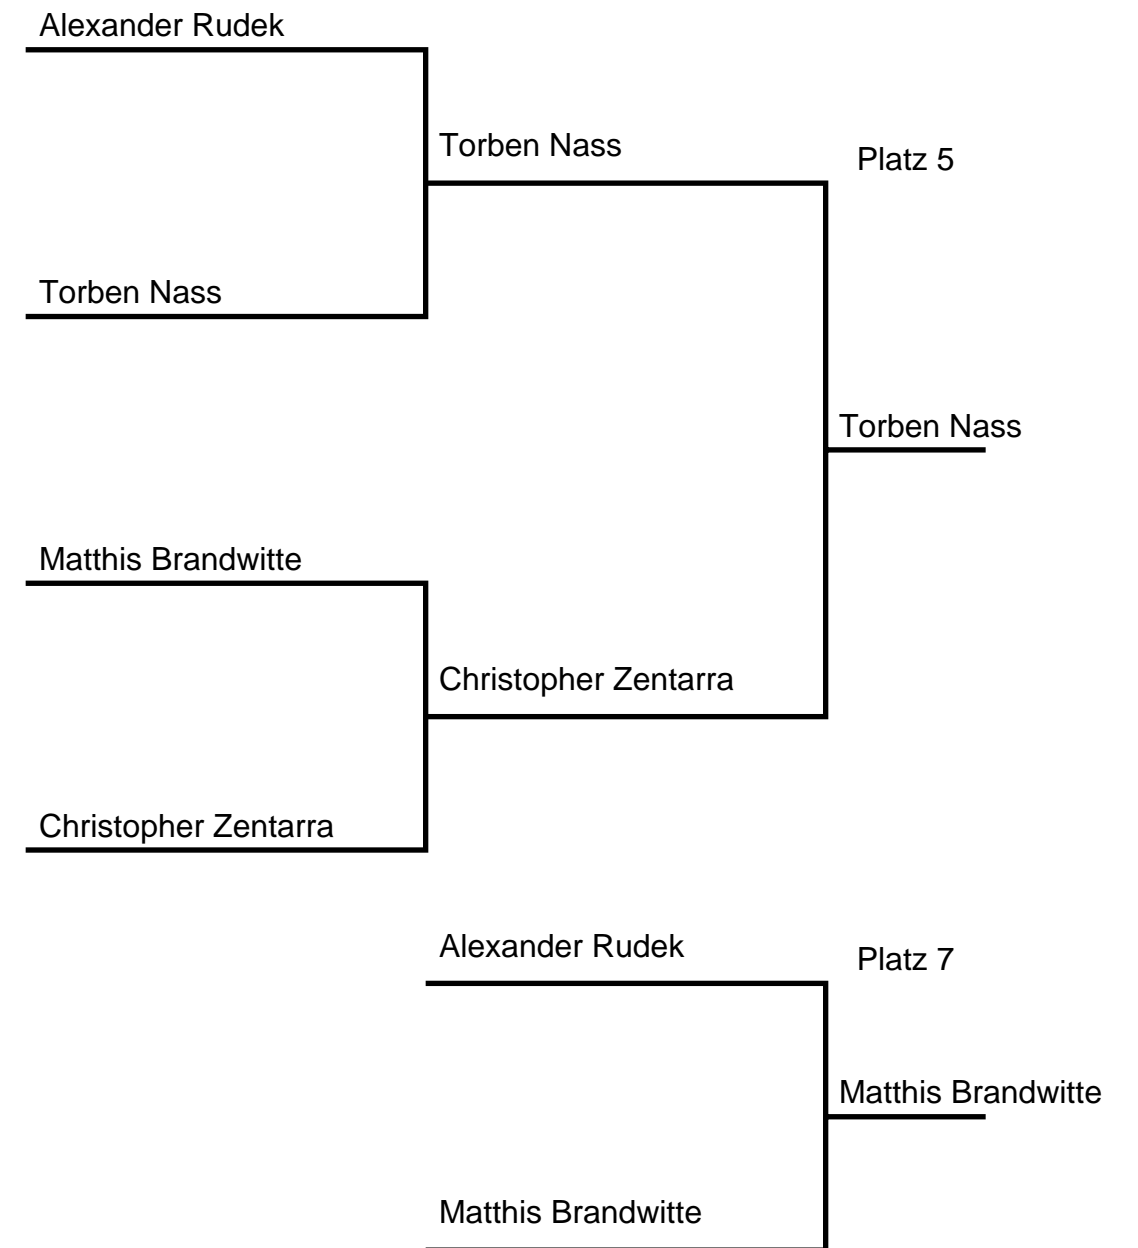 Alexander Rudek
Torben Nass
Platz 5
Torben Nass
Torben Nass
Matthis Brandwitte
Christopher Zentarra
Christopher Zentarra
Alexander Rudek
Platz 7
Matthis Brandwitte
Matthis Brandwitte